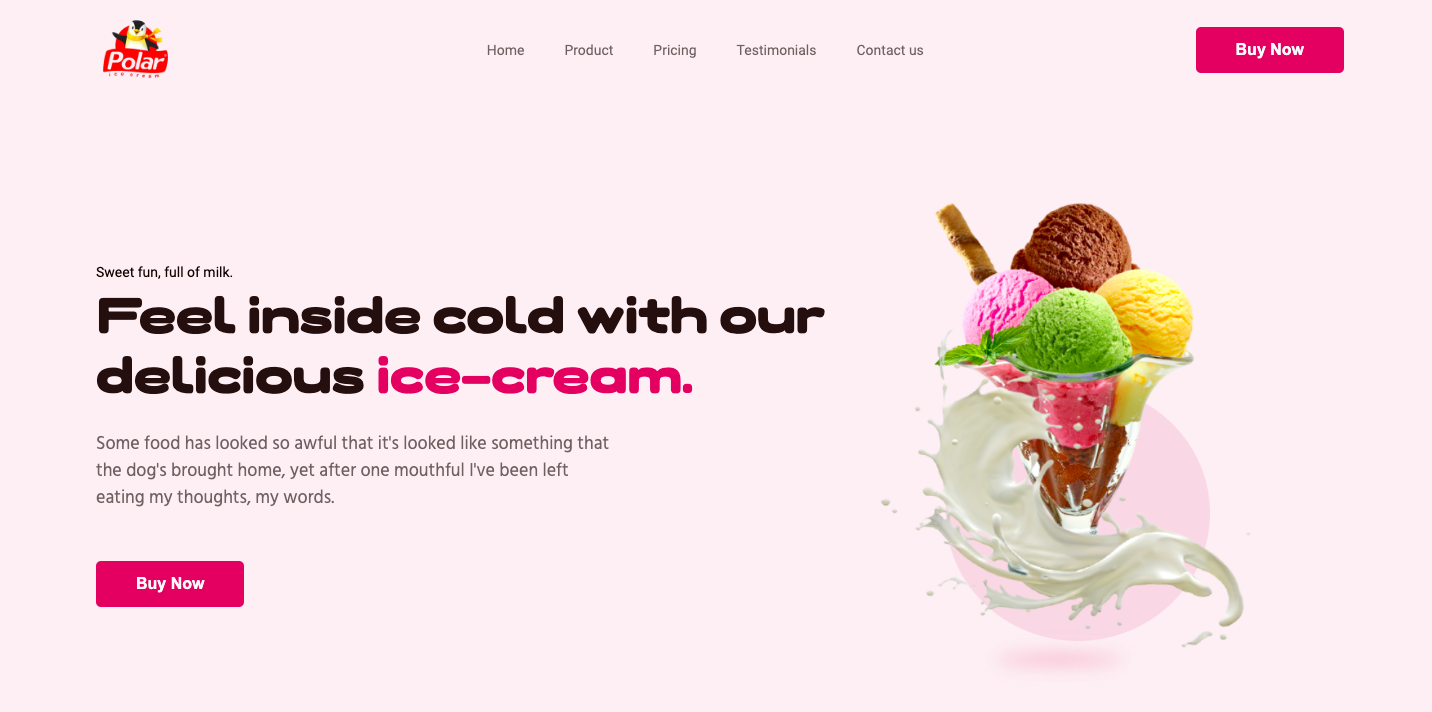 Polar
ice cream
Home Product Pricing Testimonials Contact us
Buy Now
Sweet fun, full of milk.
Feel inside cold with our
delicious ice-cream.
Some food has looked so awful that it's looked like something that
the dog's brought home, yet after one mouthful I've been left
eating my thoughts, my words.
Buy Now